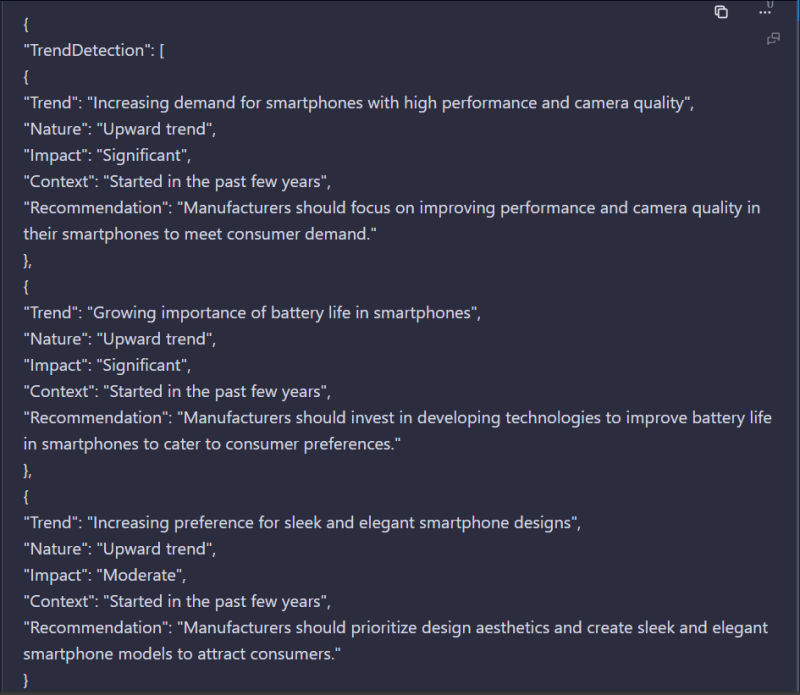 {
"TrendDetection": [
{
"Trend": "Increasing demand for smartphones with high performance and camera quality",
"Nature": "Upward trend",
"Impact": "Significant",
"Context": "Started in the past few years",
"Recommendation": "Manufacturers should focus on improving performance and camera quality in
their smartphones to meet consumer demand."
},
{
"Trend": "Growing importance of battery life in smartphones",
"Nature": "Upward trend",
"Impact": "Significant",
"Context": "Started in the past few years",
"Recommendation": "Manufacturers should invest in developing technologies to improve battery life
in smartphones to cater to consumer preferences."
},
{
"Trend": "Increasing preference for sleek and elegant smartphone designs",
"Nature": "Upward trend",
"Impact": "Moderate",
"Context": "Started in the past few years",
"Recommendation": "Manufacturers should prioritize design aesthetics and create sleek and elegant
smartphone models to attract consumers."
}